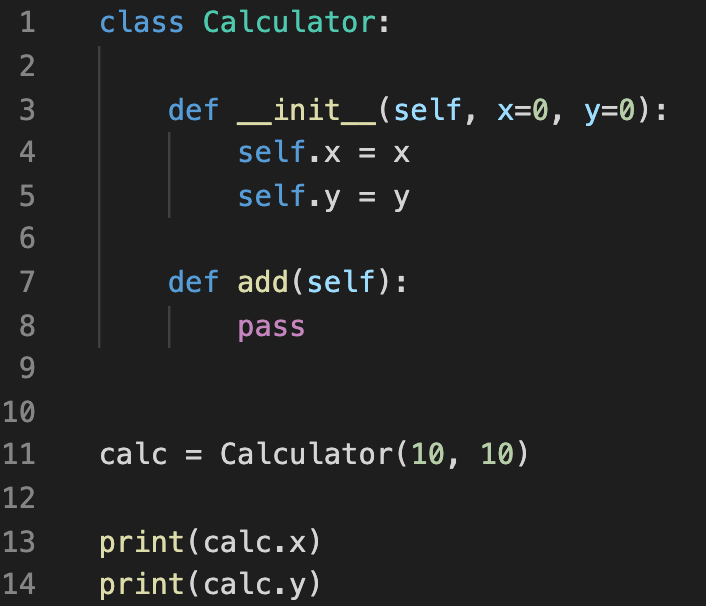 1 class Calculator:
2
3 def __init__(self, x=0, y=0):
4 self.x = x
5 self.y = y
6
7 def add(self):
8 pass
9
10
11 calc = Calculator(10, 10)
12
13 print(calc.x)
14 print(calc.y)